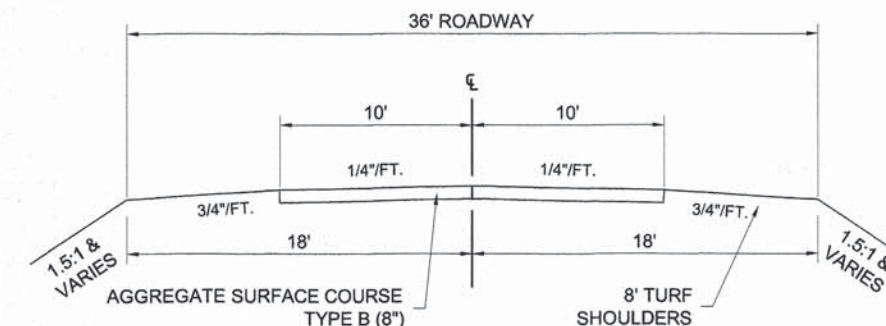 36' ROADWAY
℄
10'
10'
1/4"/FT.
1/4"/FT.
3/4"/FT.
3/4"/FT.
1.5:1 &
VARIES
18'
18'
1.5:1 &
VARIES
AGGREGATE SURFACE COURSE
TYPE B (8")
8' TURF
SHOULDERS